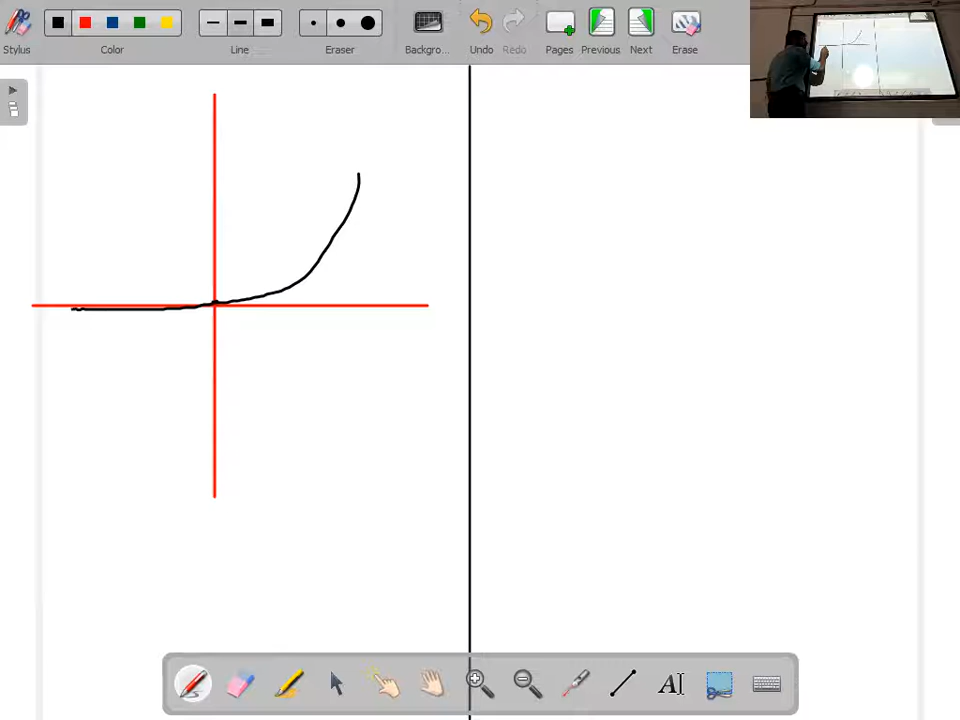 Stylus
Color
Line
Eraser
Backgro...
Undo
Redo
Pages
Previous
Next
Erase
A